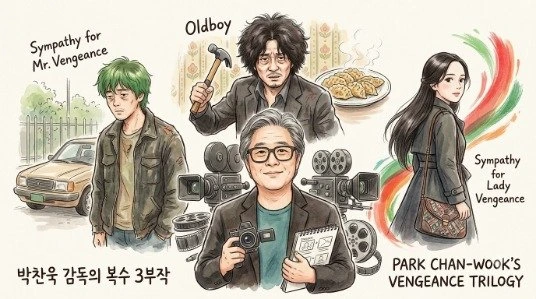 Sympathy for
Mr. Vengeance
Oldboy
Sympathy
for
Lady
Vengeance
박찬욱 감독의 복수 3부작
PARK CHAN-WOOK'S
VENGEANCE TRILOGY